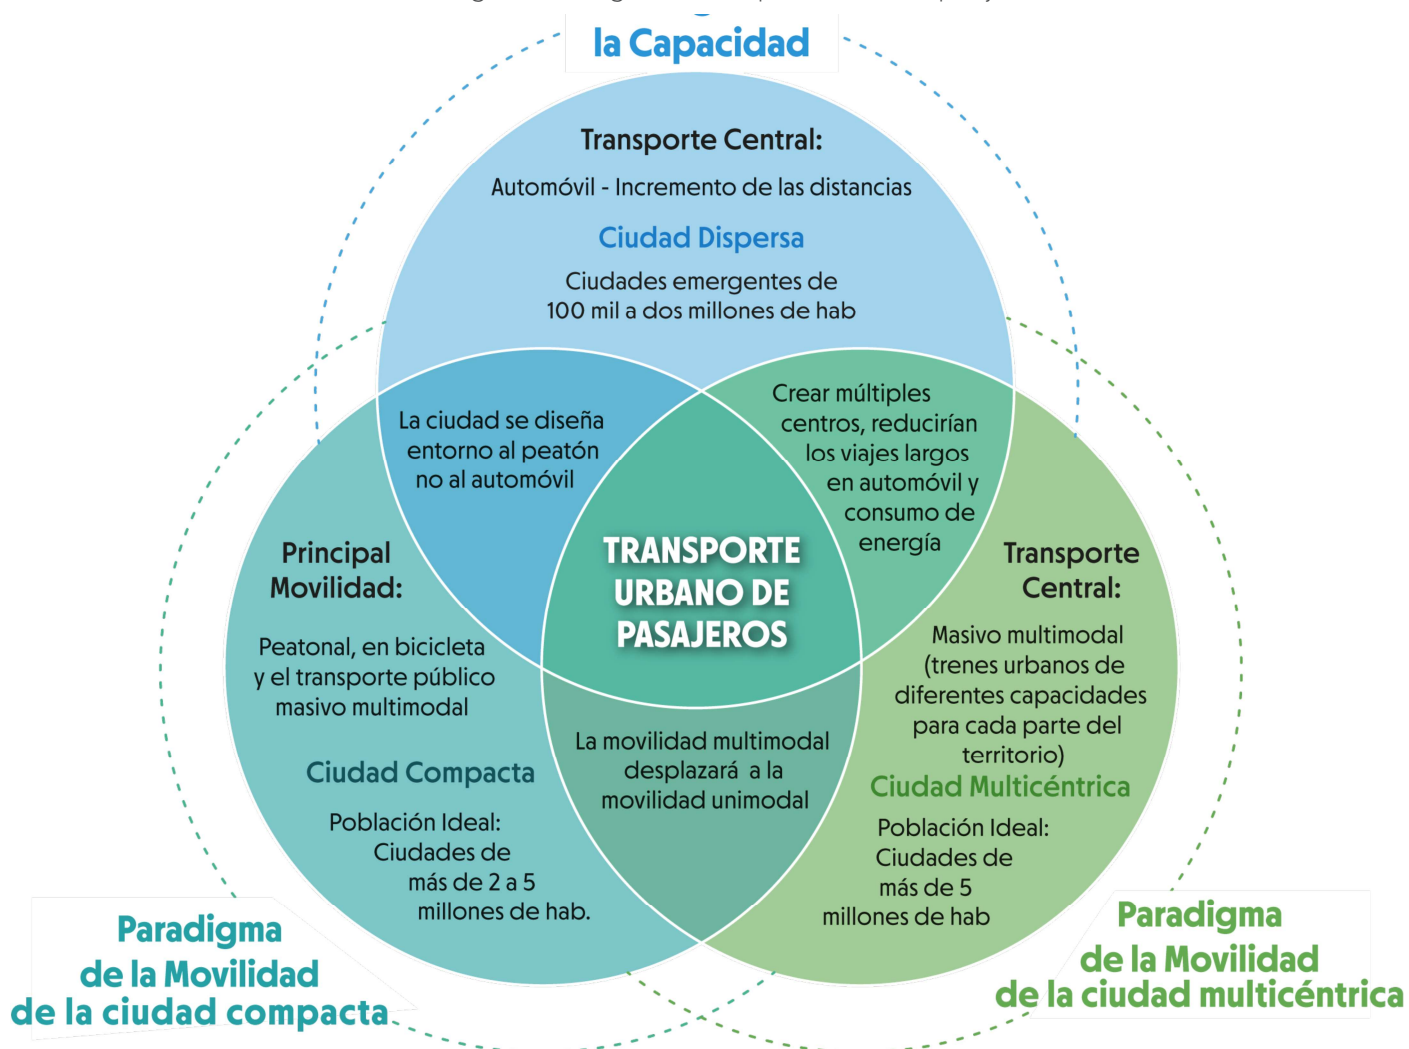 la Capacidad
Transporte Central:
Automóvil - Incremento de las distancias
Ciudad Dispersa
Ciudades emergentes de
100 mil a dos millones de hab
La ciudad se diseña
entorno al peatón
no al automóvil
Crear múltiples
centros, reducirían
los viajes largos
en automóvil y
consumo de
energía
TRANSPORTE
URBANO DE
PASAJEROS
Principal
Movilidad:
Peatonal, en bicicleta
y el transporte público
masivo multimodal
Ciudad Compacta
Población Ideal:
Ciudades de
más de 2 a 5
millones de hab.
La movilidad multimodal
desplazará a la
movilidad unimodal
Transporte
Central:
Masivo multimodal
(trenes urbanos de
diferentes capacidades
para cada parte del
territorio)
Ciudad Multicéntrica
Población Ideal:
Ciudades de
más de 5
millones de hab
Paradigma
de la Movilidad
de la ciudad compacta
Paradigma
de la Movilidad
de la ciudad multicéntrica